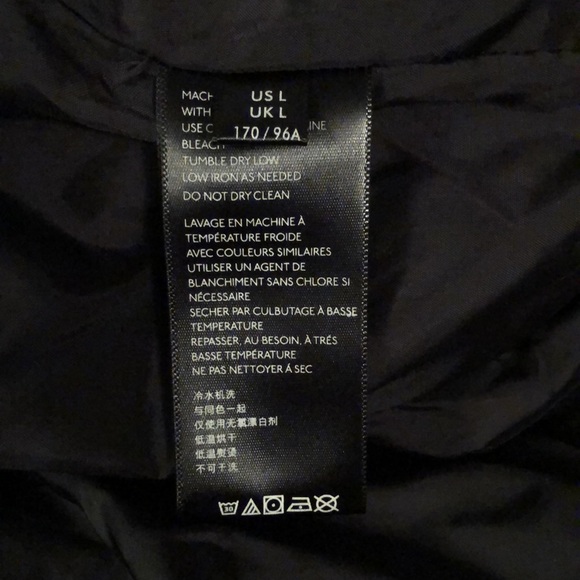 US L
UK L
170 / 96A
MACH
WITH
USE C INE
BLEACH
TUMBLE DRY LOW
LOW IRON AS NEEDED
DO NOT DRY CLEAN
LAVAGE EN MACHINE À
TEMPÉRATURE FROIDE
AVEC COULEURS SIMILAIRES
UTILISER UN AGENT DE
BLANCHIMENT SANS CHLORE SI
NÉCESSAIRE
SECHER PAR CULBUTAGE À BASSE
TEMPERATURE
REPASSER, AU BESOIN, À TRÉS
BASSE TEMPÉRATURE
NE PAS NETTOYER Á SEC
冷水机洗
与同色一起
仅使用无氯漂白剂
低温烘干
低温熨烫
不可干洗
30